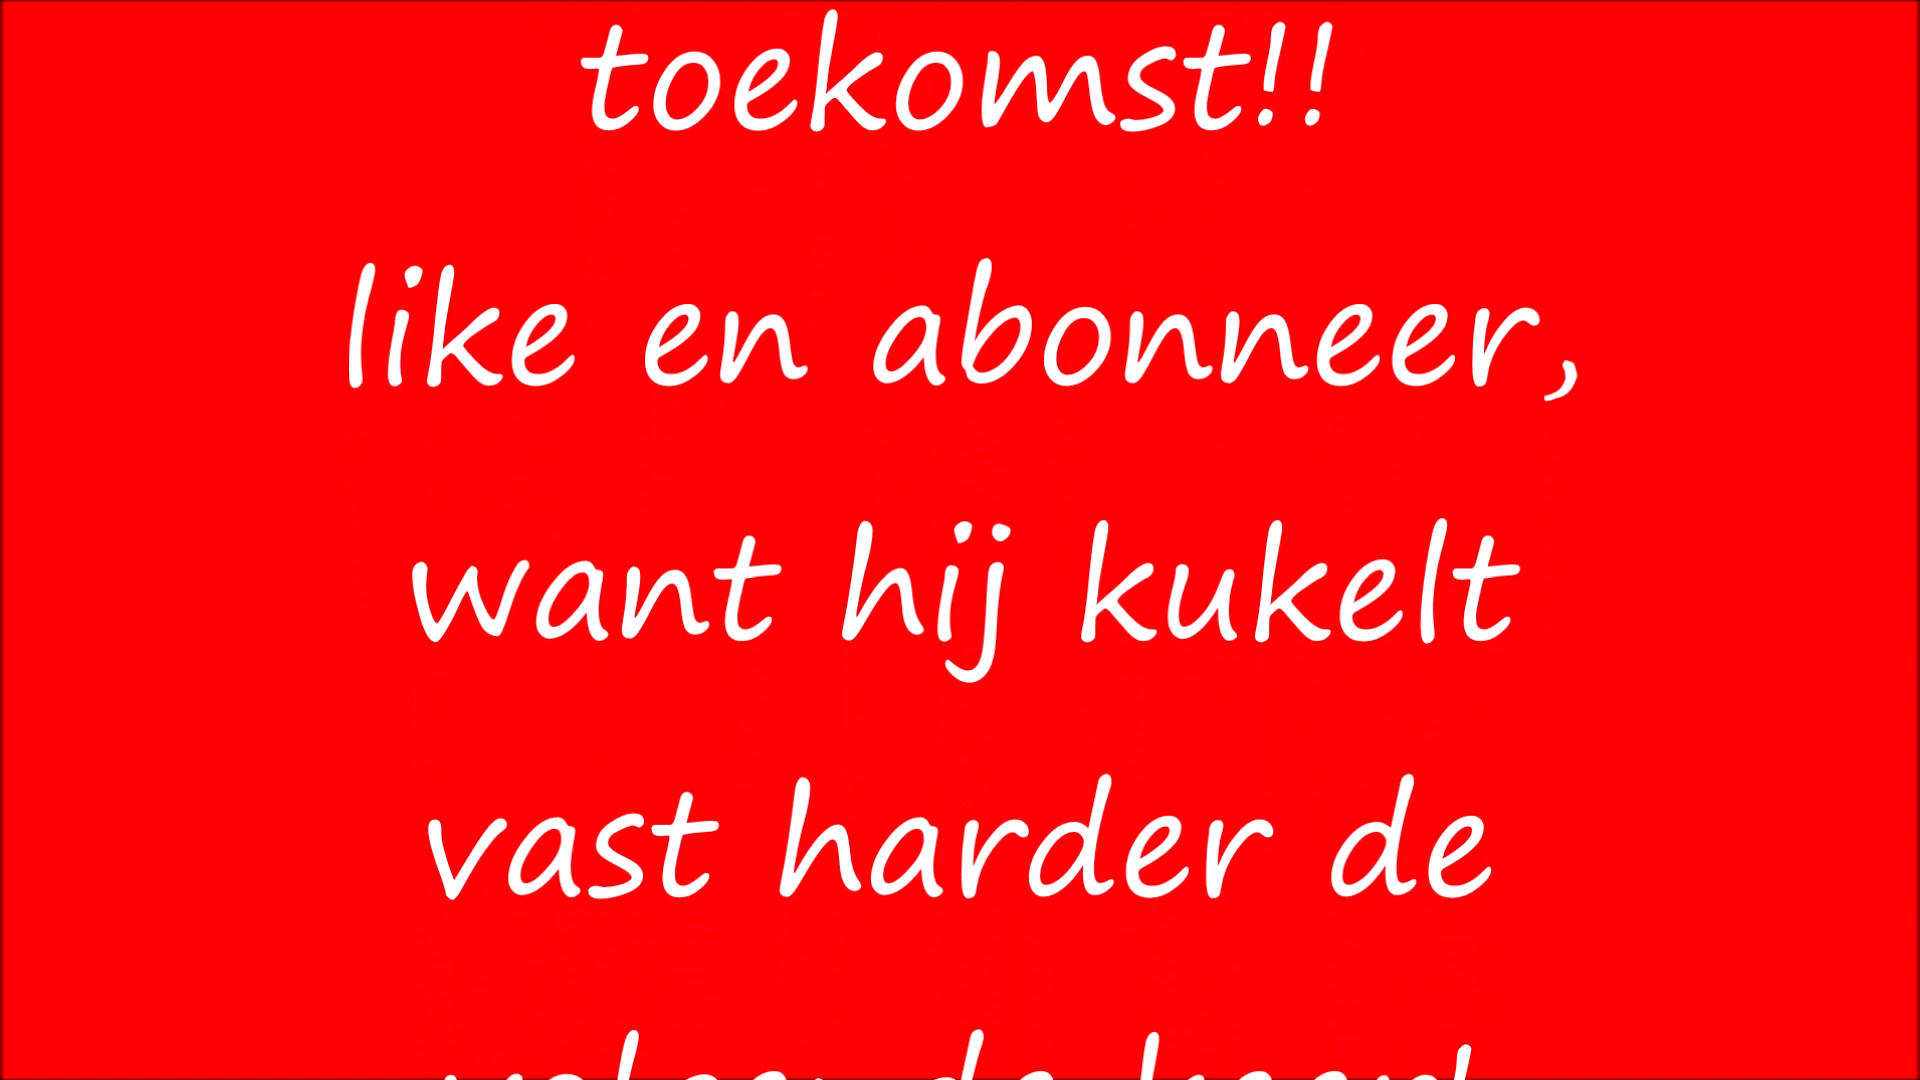 toekomst!!
like en abonneer,
want hij kukelt
vast harder de